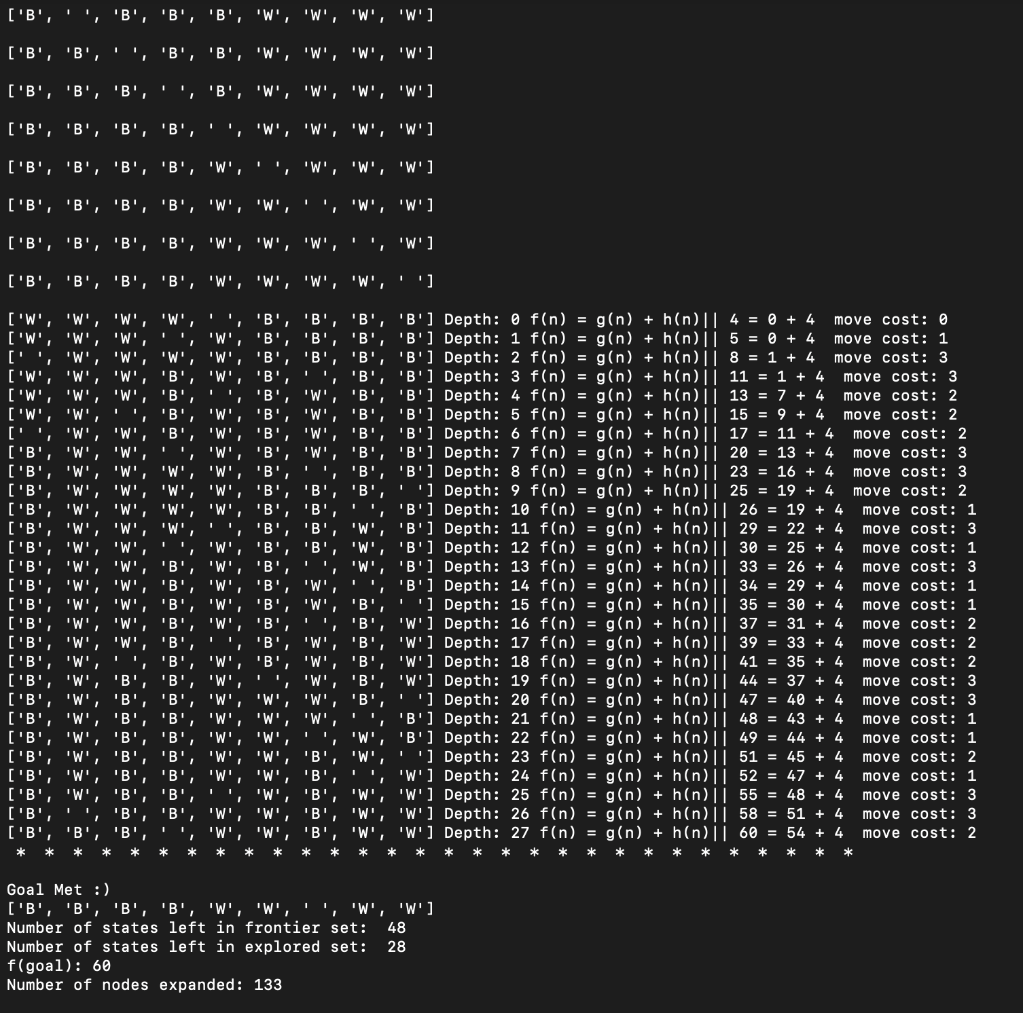 ['B', ' ', 'B', 'B', 'B', 'W', 'W', 'W', 'W']
['B', 'B', ' ', 'B', 'B', 'W', 'W', 'W', 'W']
['B', 'B', 'B', ' ', 'B', 'W', 'W', 'W', 'W']
['B', 'B', 'B', 'B', ' ', 'W', 'W', 'W', 'W']
['B', 'B', 'B', 'B', 'W', ' ', 'W', 'W', 'W']
['B', 'B', 'B', 'B', 'W', 'W', ' ', 'W', 'W']
['B', 'B', 'B', 'B', 'W', 'W', 'W', ' ', 'W']
['B', 'B', 'B', 'B', 'W', 'W', 'W', 'W', ' ']
['W', 'W', 'W', 'W', ' ', 'B', 'B', 'B', 'B'] Depth: 0 f(n) = g(n) + h(n)|| 4 = 0 + 4  move cost: 0
['W', 'W', 'W', ' ', 'W', 'B', 'B', 'B', 'B'] Depth: 1 f(n) = g(n) + h(n)|| 5 = 0 + 4  move cost: 1
[' ', 'W', 'W', 'W', 'W', 'B', 'B', 'B', 'B'] Depth: 2 f(n) = g(n) + h(n)|| 8 = 1 + 4  move cost: 3
['W', 'W', 'W', 'B', 'W', 'B', ' ', 'B', 'B'] Depth: 3 f(n) = g(n) + h(n)|| 11 = 1 + 4  move cost: 3
['W', 'W', 'W', 'B', ' ', 'B', 'W', 'B', 'B'] Depth: 4 f(n) = g(n) + h(n)|| 13 = 7 + 4  move cost: 2
['W', 'W', ' ', 'B', 'W', 'B', 'W', 'B', 'B'] Depth: 5 f(n) = g(n) + h(n)|| 15 = 9 + 4  move cost: 2
[' ', 'W', 'W', 'B', 'W', 'B', 'W', 'B', 'B'] Depth: 6 f(n) = g(n) + h(n)|| 17 = 11 + 4  move cost: 2
['B', 'W', 'W', ' ', 'W', 'B', 'W', 'B', 'B'] Depth: 7 f(n) = g(n) + h(n)|| 20 = 13 + 4  move cost: 3
['B', 'W', 'W', 'W', 'W', 'B', ' ', 'B', 'B'] Depth: 8 f(n) = g(n) + h(n)|| 23 = 16 + 4  move cost: 3
['B', 'W', 'W', 'W', 'W', 'B', 'B', 'B', ' '] Depth: 9 f(n) = g(n) + h(n)|| 25 = 19 + 4  move cost: 2
['B', 'W', 'W', 'W', 'W', 'B', 'B', ' ', 'B'] Depth: 10 f(n) = g(n) + h(n)|| 26 = 19 + 4  move cost: 1
['B', 'W', 'W', 'W', ' ', 'B', 'B', 'W', 'B'] Depth: 11 f(n) = g(n) + h(n)|| 29 = 22 + 4  move cost: 3
['B', 'W', 'W', ' ', 'W', 'B', 'B', 'W', 'B'] Depth: 12 f(n) = g(n) + h(n)|| 30 = 25 + 4  move cost: 1
['B', 'W', 'W', 'B', 'W', 'B', ' ', 'W', 'B'] Depth: 13 f(n) = g(n) + h(n)|| 33 = 26 + 4  move cost: 3
['B', 'W', 'W', 'B', 'W', 'B', 'W', ' ', 'B'] Depth: 14 f(n) = g(n) + h(n)|| 34 = 29 + 4  move cost: 1
['B', 'W', 'W', 'B', 'W', 'B', 'W', 'B', ' '] Depth: 15 f(n) = g(n) + h(n)|| 35 = 30 + 4  move cost: 1
['B', 'W', 'W', 'B', 'W', 'B', ' ', 'B', 'W'] Depth: 16 f(n) = g(n) + h(n)|| 37 = 31 + 4  move cost: 2
['B', 'W', 'W', 'B', ' ', 'B', 'W', 'B', 'W'] Depth: 17 f(n) = g(n) + h(n)|| 39 = 33 + 4  move cost: 2
['B', 'W', ' ', 'B', 'W', 'B', 'W', 'B', 'W'] Depth: 18 f(n) = g(n) + h(n)|| 41 = 35 + 4  move cost: 2
['B', 'W', 'B', 'B', 'W', ' ', 'W', 'B', 'W'] Depth: 19 f(n) = g(n) + h(n)|| 44 = 37 + 4  move cost: 3
['B', 'W', 'B', 'B', 'W', 'W', 'W', 'B', ' '] Depth: 20 f(n) = g(n) + h(n)|| 47 = 40 + 4  move cost: 3
['B', 'W', 'B', 'B', 'W', 'W', 'W', ' ', 'B'] Depth: 21 f(n) = g(n) + h(n)|| 48 = 43 + 4  move cost: 1
['B', 'W', 'B', 'B', 'W', 'W', ' ', 'W', 'B'] Depth: 22 f(n) = g(n) + h(n)|| 49 = 44 + 4  move cost: 1
['B', 'W', 'B', 'B', 'W', 'W', 'B', 'W', ' '] Depth: 23 f(n) = g(n) + h(n)|| 51 = 45 + 4  move cost: 2
['B', 'W', 'B', 'B', 'W', 'W', 'B', ' ', 'W'] Depth: 24 f(n) = g(n) + h(n)|| 52 = 47 + 4  move cost: 1
['B', 'W', 'B', 'B', ' ', 'W', 'B', 'W', 'W'] Depth: 25 f(n) = g(n) + h(n)|| 55 = 48 + 4  move cost: 3
['B', ' ', 'B', 'B', 'W', 'W', 'B', 'W', 'W'] Depth: 26 f(n) = g(n) + h(n)|| 58 = 51 + 4  move cost: 3
['B', 'B', 'B', ' ', 'W', 'W', 'B', 'W', 'W'] Depth: 27 f(n) = g(n) + h(n)|| 60 = 54 + 4  move cost: 2
* * * * * * * * * * * * * * * * * * * * * * * * * * * * * *
Goal Met :)
['B', 'B', 'B', 'B', 'W', 'W', ' ', 'W', 'W']
Number of states left in frontier set:  48
Number of states left in explored set:  28
f(goal): 60
Number of nodes expanded: 133